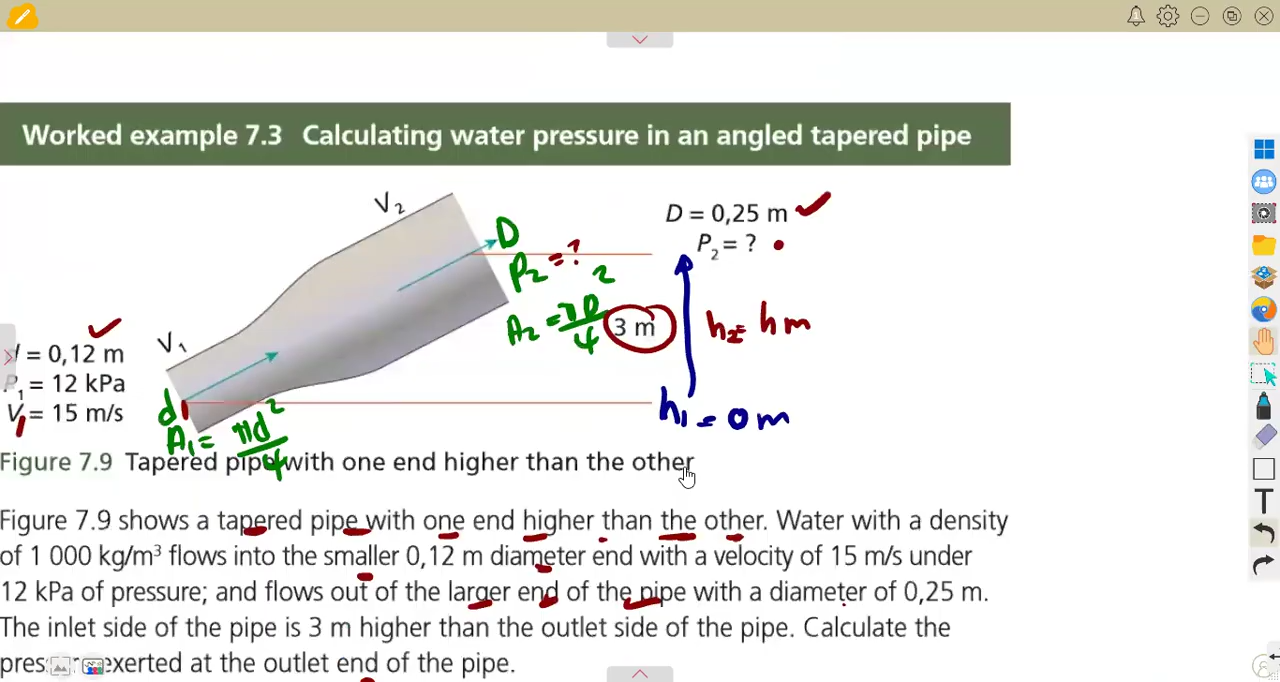 Worked example 7.3 Calculating water pressure in an angled tapered pipe
V₂
D = 0,25 m
P₂ = ?
D
P₂ = ?
A₂ = πD²/4
3 m
h₂ = hm
V₁
= 0,12 m
P₁ = 12 kPa
V₁ = 15 m/s
d
A₁ = πd²/4
h₁ = 0 m
Figure 7.9 Tapered pipe with one end higher than the other
Figure 7.9 shows a tapered pipe with one end higher than the other. Water with a density
of 1 000 kg/m³ flows into the smaller 0,12 m diameter end with a velocity of 15 m/s under
12 kPa of pressure; and flows out of the larger end of the pipe with a diameter of 0,25 m.
The inlet side of the pipe is 3 m higher than the outlet side of the pipe. Calculate the
exerted at the outlet end of the pipe.
T